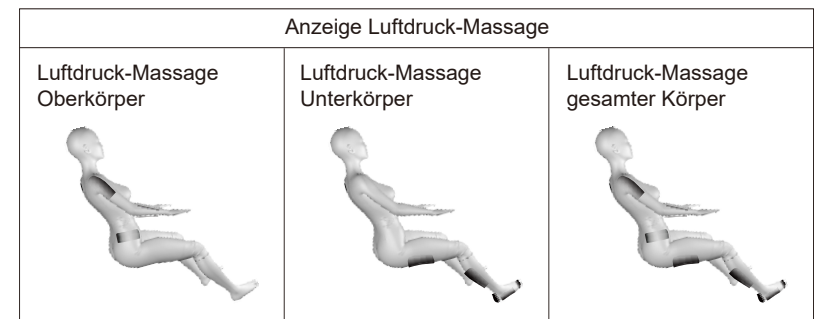 Anzeige Luftdruck-Massage
Luftdruck-Massage
Oberkörper
Luftdruck-Massage
Unterkörper
Luftdruck-Massage
gesamter Körper